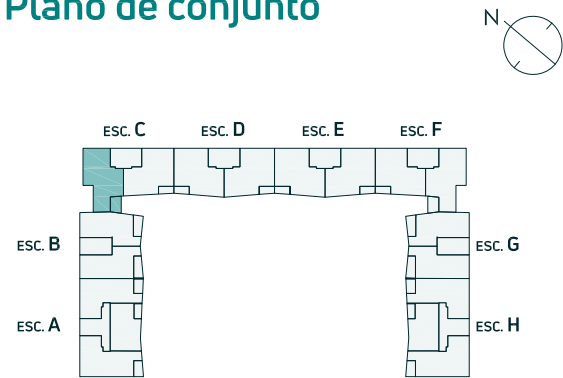 Plano de conjunto
N
ESC. C ESC. D ESC. E ESC. F
ESC. B ESC. G
ESC. A ESC. H